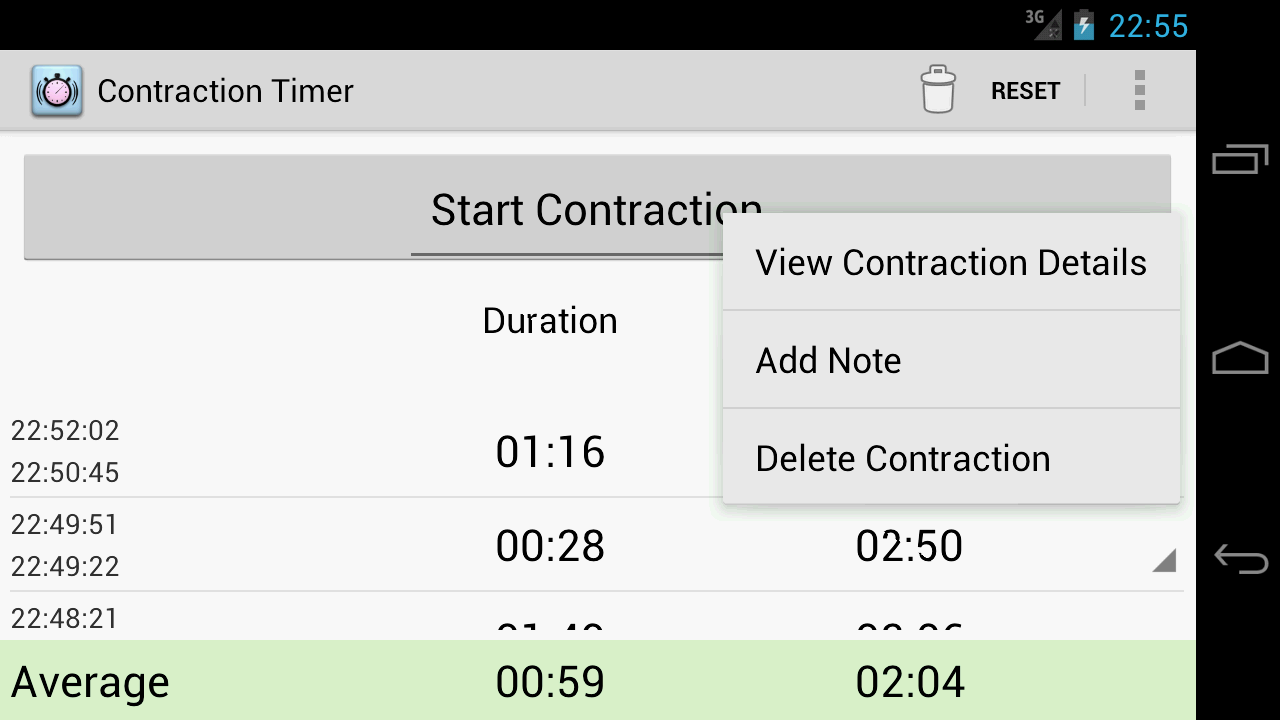 3G 22:55
Contraction Timer RESET
Start Contraction
View Contraction Details
Duration
Add Note
Delete Contraction
22:52:02
01:16
22:50:45
22:49:51
00:28 02:50
22:49:22
22:48:21
Average 00:59 02:04